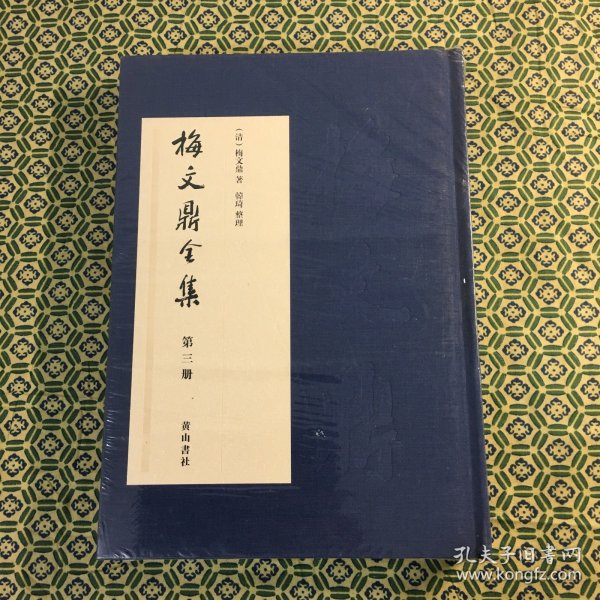 (清)梅文鼎著 韓琦整理
梅文鼎全集
第三册
黄山書社
孔夫子旧書网
www.kongfz.com